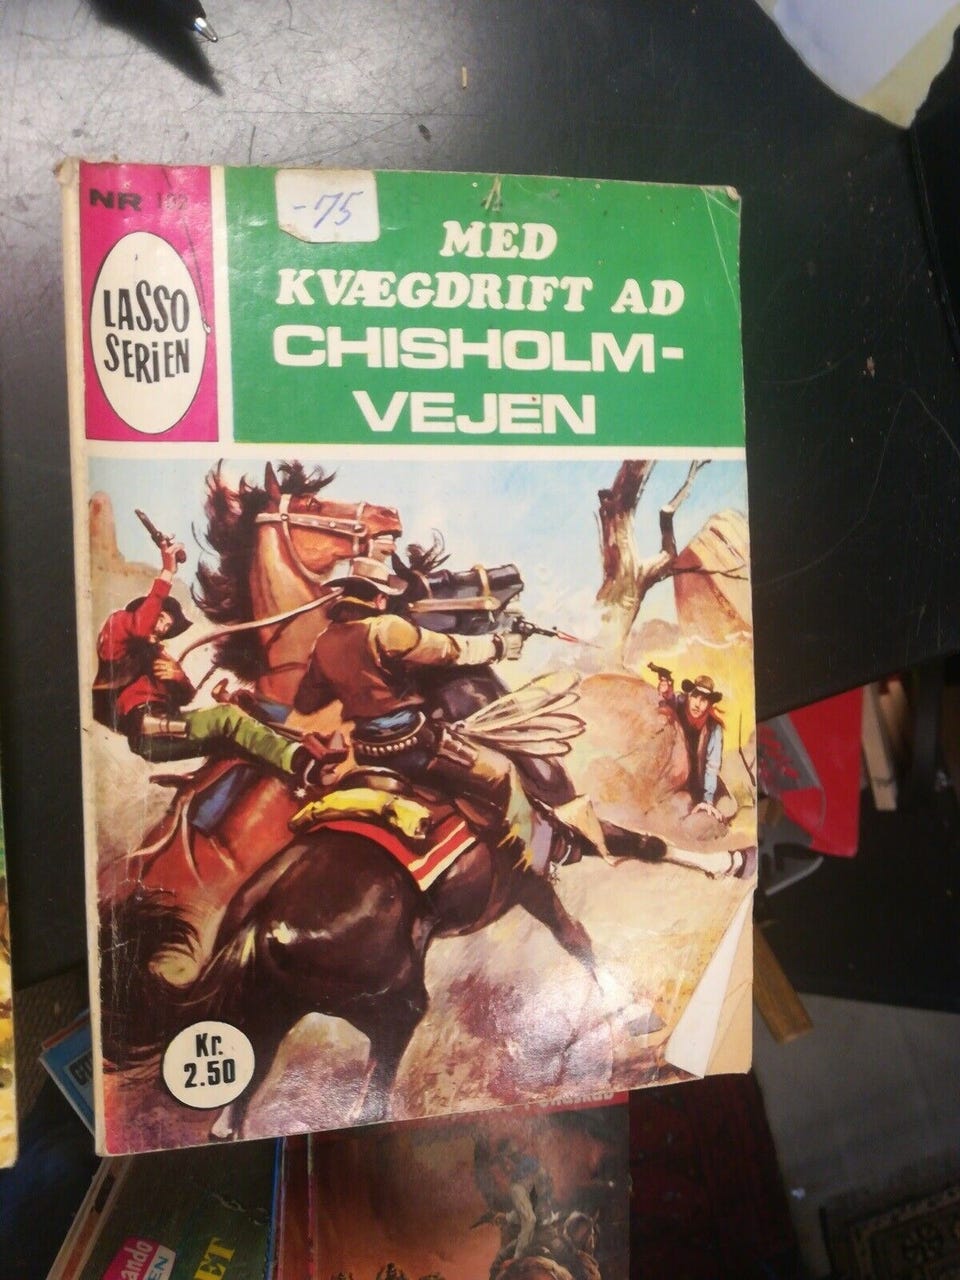 NR
LASSO
SERIEN
-75
MED
KVÆGDRIFT AD
CHISHOLM-
VEJEN
Kr.
2.50